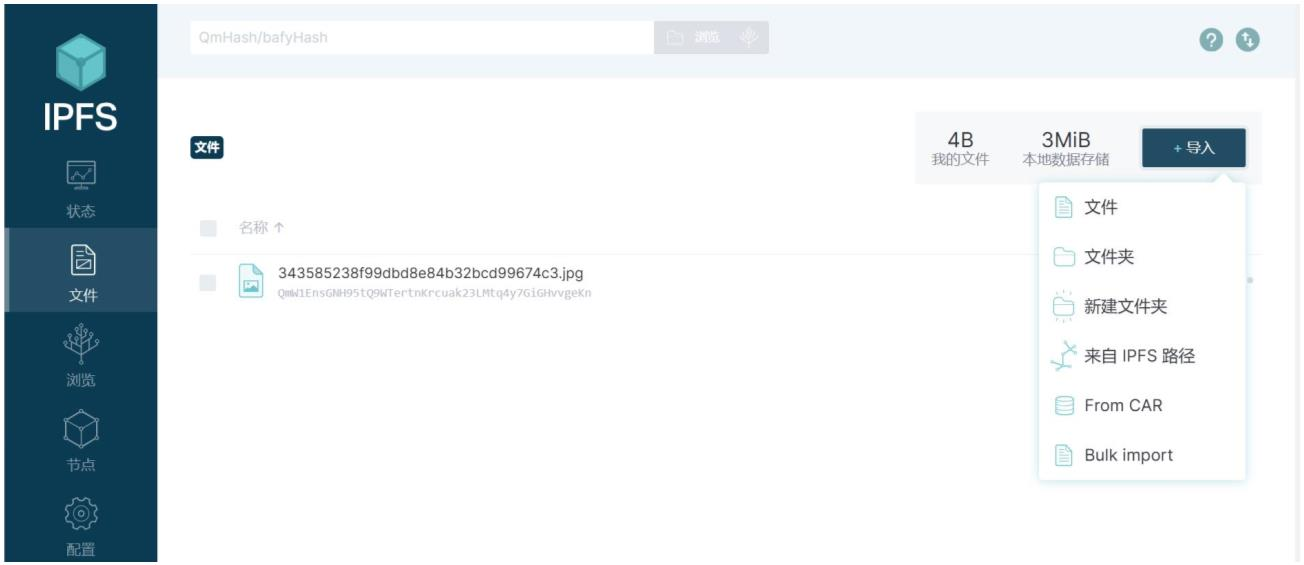 QmHash/bafyHash
浏览
IPFS
状态
文件
浏览
节点
配置
文件
4B
我的文件
3MiB
本地数据存储
+ 导入
文件
文件夹
新建文件夹
来自 IPFS 路径
From CAR
Bulk import
名称 ↑
343585238f99dbd8e84b32bcd99674c3.jpg
QmW1EnsGNH95tQ9WTertnKrcuak23LMtq4y7GiGHvvgeKn